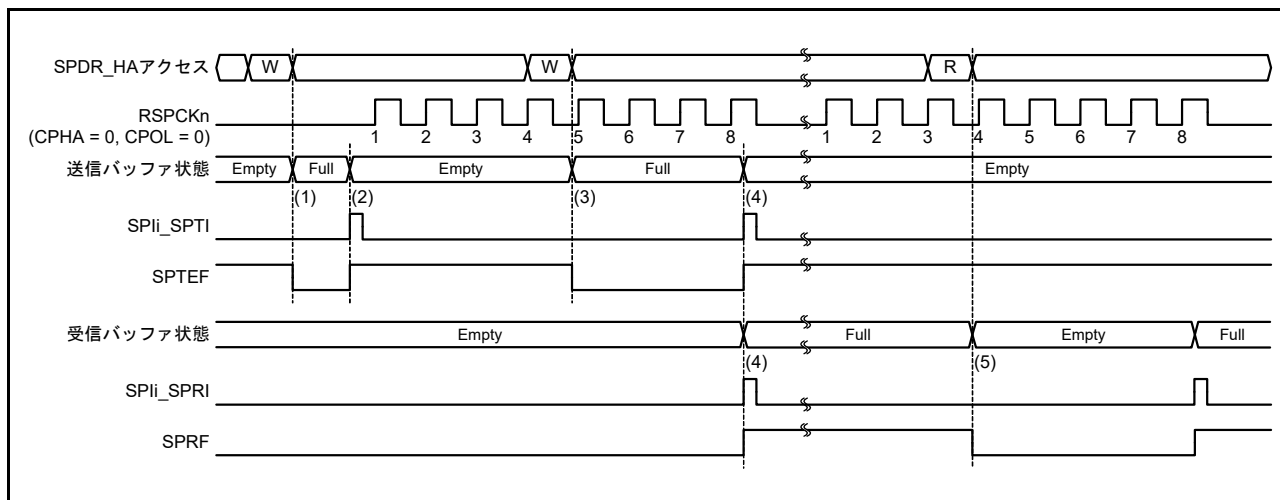 SPDR_HAアクセス W W R
RSPCKn
(CPHA = 0, CPOL = 0)
1 2 3 4 5 6 7 8 1 2 3 4 5 6 7 8
送信バッファ状態 Empty Full Empty Full Empty
(1) (2) (3) (4)
SPIi_SPTI
SPTEF
受信バッファ状態 Empty Full Empty Full
(4) (5)
SPIi_SPRI
SPRF